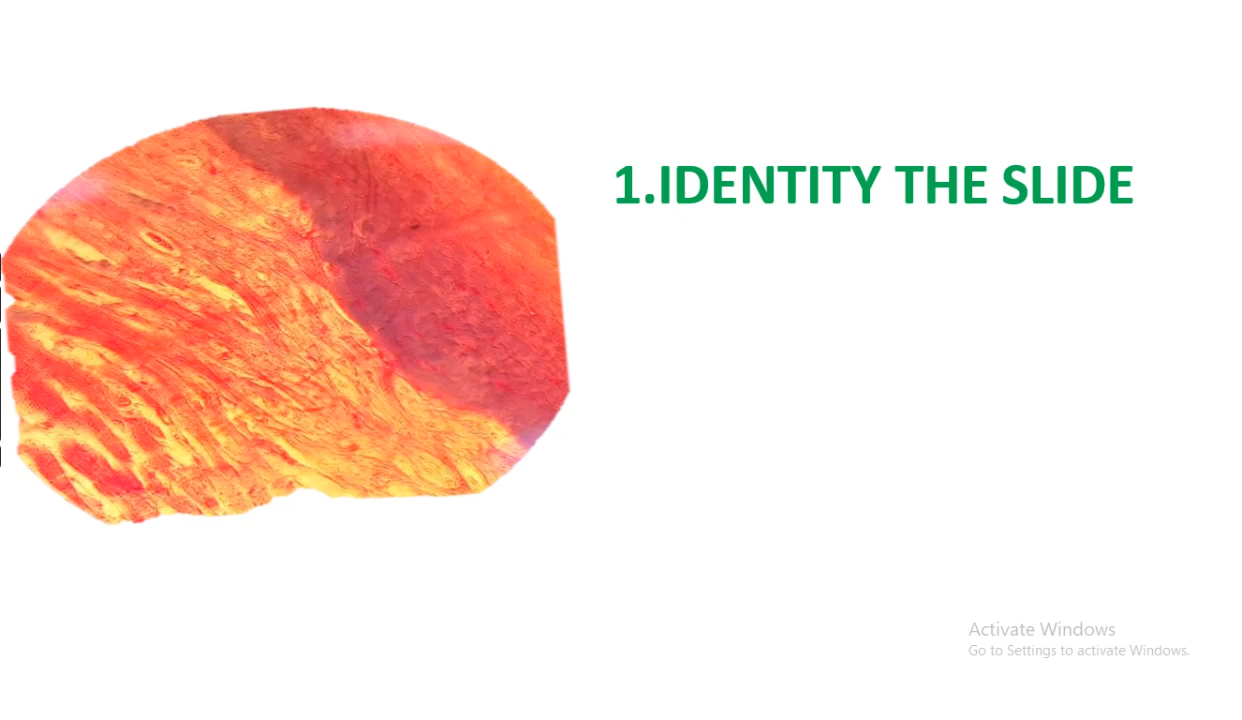 1.IDENTITY THE SLIDE
Activate Windows
Go to Settings to activate Windows.